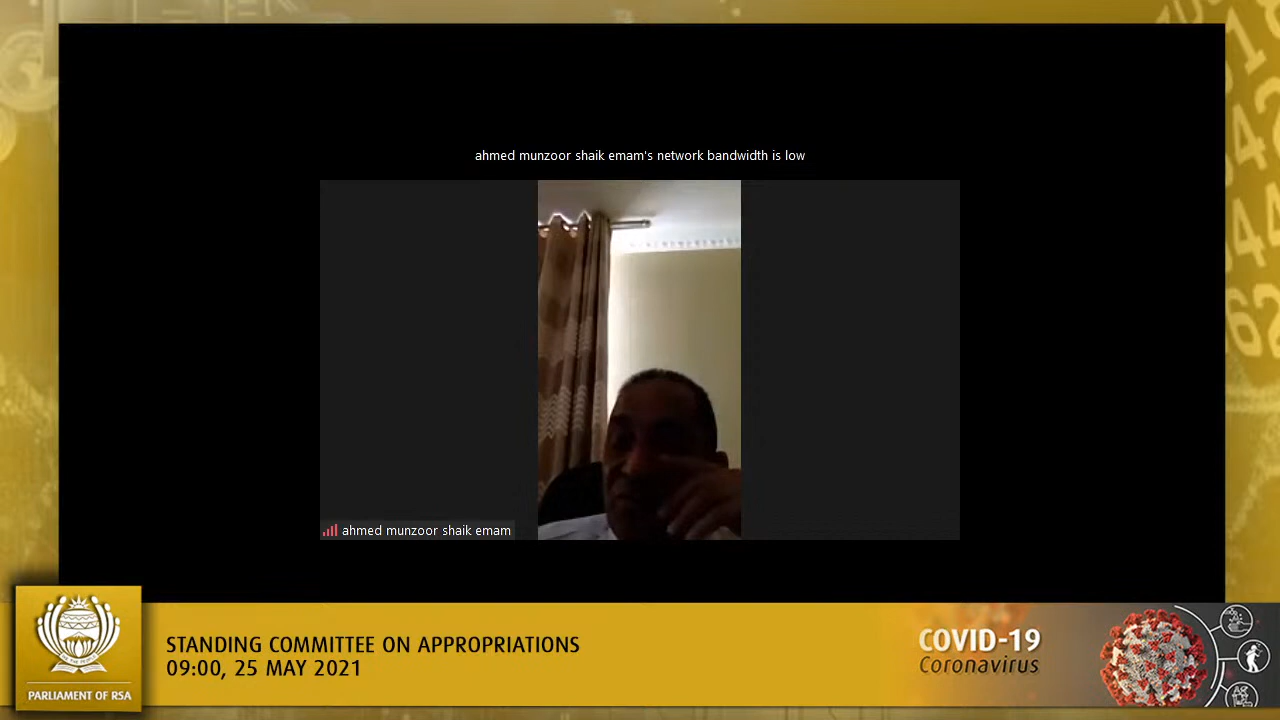 ahmed munzoor shaik emam's network bandwidth is low
ahmed munzoor shaik emam
STANDING COMMITTEE ON APPROPRIATIONS
09:00, 25 MAY 2021
PARLIAMENT OF RSA
COVID-19
Coronavirus